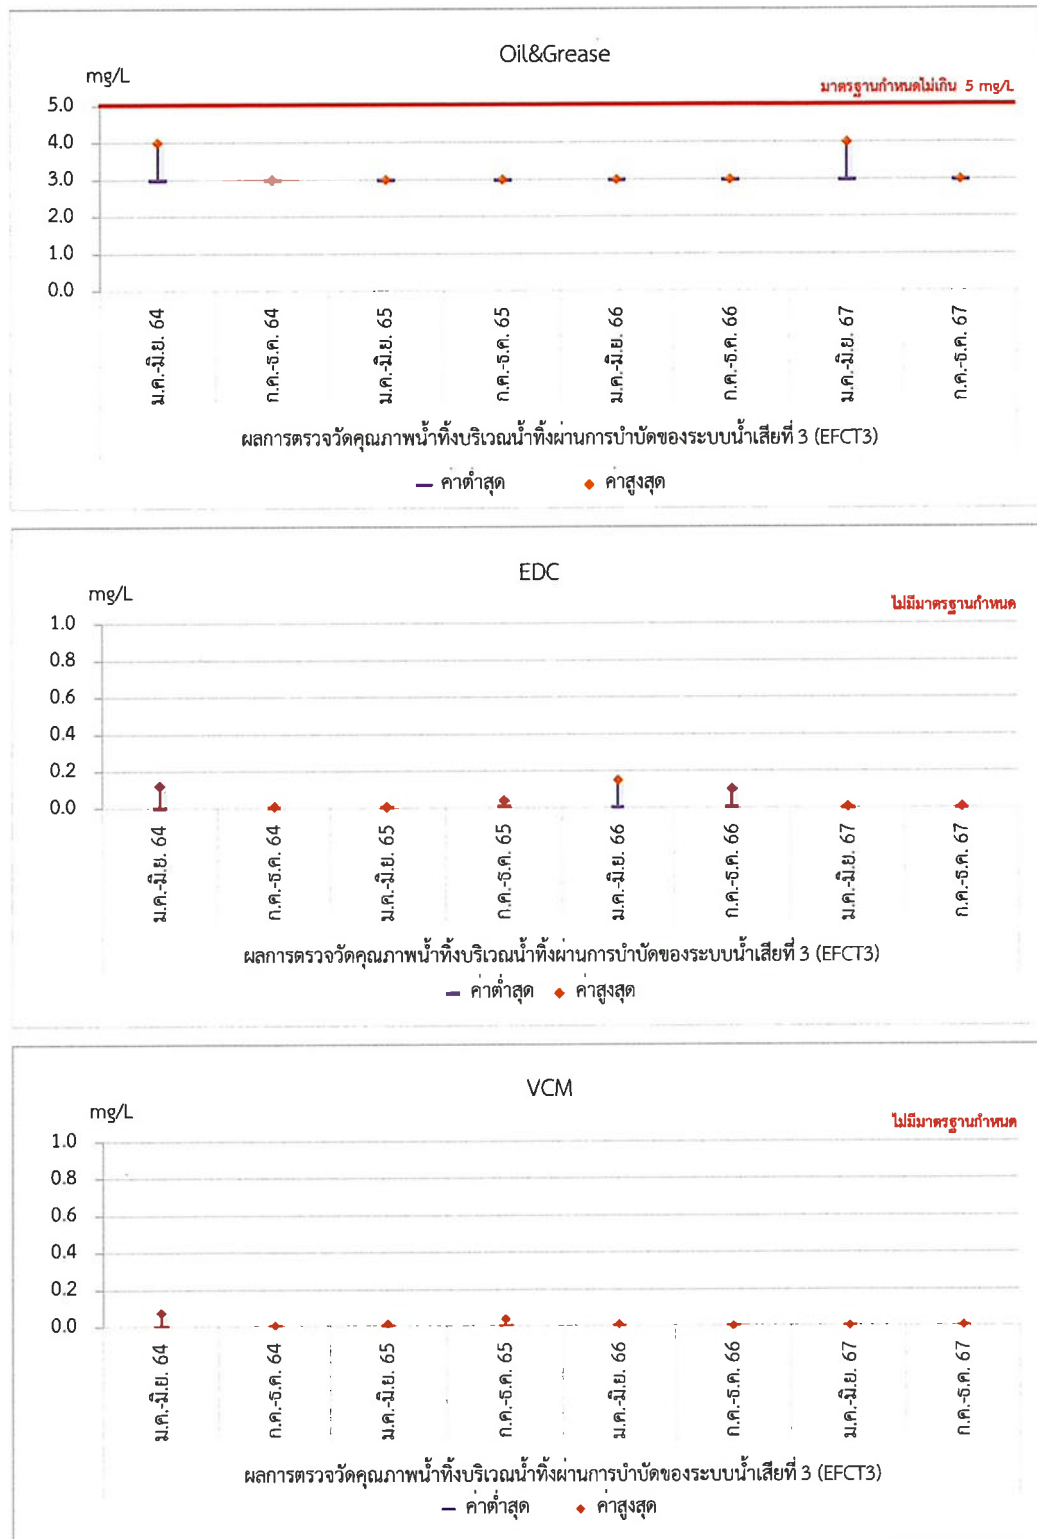 Oil&Grease
mg/L
มาตรฐานกำหนดไม่เกิน 5 mg/L
5.0
4.0
3.0
2.0
1.0
0.0
ม.ค.-มิ.ย. 64
ก.ค.-ธ.ค. 64
ม.ค.-มิ.ย. 65
ก.ค.-ธ.ค. 65
ม.ค.-มิ.ย. 66
ก.ค.-ธ.ค. 66
ม.ค.-มิ.ย. 67
ก.ค.-ธ.ค. 67
ผลการตรวจวัดคุณภาพน้ำทิ้งบริเวณน้ำทิ้งผ่านการบำบัดของระบบน้ำเสียที่ 3 (EFCT3)
ค่าต่ำสุด ค่าสูงสุด
EDC
mg/L
ไม่มีมาตรฐานกำหนด
1.0
0.8
0.6
0.4
0.2
0.0
ม.ค.-มิ.ย. 64
ก.ค.-ธ.ค. 64
ม.ค.-มิ.ย. 65
ก.ค.-ธ.ค. 65
ม.ค.-มิ.ย. 66
ก.ค.-ธ.ค. 66
ม.ค.-มิ.ย. 67
ก.ค.-ธ.ค. 67
ผลการตรวจวัดคุณภาพน้ำทิ้งบริเวณน้ำทิ้งผ่านการบำบัดของระบบน้ำเสียที่ 3 (EFCT3)
ค่าต่ำสุด ค่าสูงสุด
VCM
mg/L
ไม่มีมาตรฐานกำหนด
1.0
0.8
0.6
0.4
0.2
0.0
ม.ค.-มิ.ย. 64
ก.ค.-ธ.ค. 64
ม.ค.-มิ.ย. 65
ก.ค.-ธ.ค. 65
ม.ค.-มิ.ย. 66
ก.ค.-ธ.ค. 66
ม.ค.-มิ.ย. 67
ก.ค.-ธ.ค. 67
ผลการตรวจวัดคุณภาพน้ำทิ้งบริเวณน้ำทิ้งผ่านการบำบัดของระบบน้ำเสียที่ 3 (EFCT3)
ค่าต่ำสุด ค่าสูงสุด